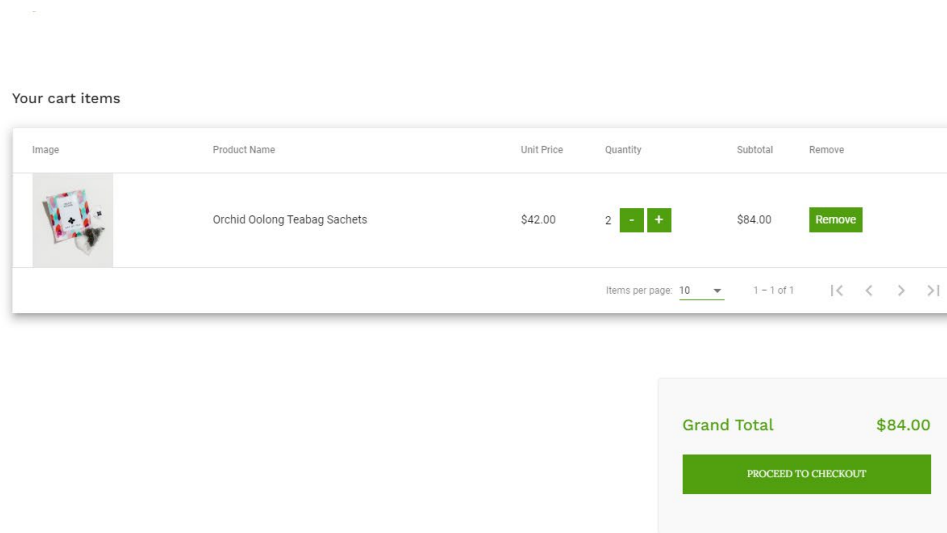 Your cart items
Image Product Name Unit Price Quantity Subtotal Remove
Orchid Oolong Teabag Sachets $42.00 2 - + $84.00 Remove
Items per page: 10 1 – 1 of 1
Grand Total $84.00
PROCEED TO CHECKOUT